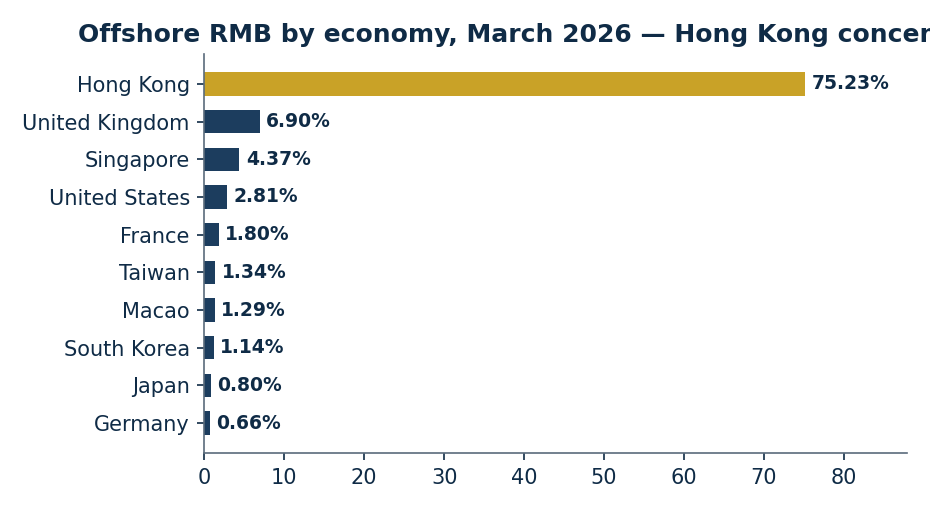 Offshore RMB by economy, March 2026 — Hong Kong concer
Hong Kong 75.23%
United Kingdom 6.90%
Singapore 4.37%
United States 2.81%
France 1.80%
Taiwan 1.34%
Macao 1.29%
South Korea 1.14%
Japan 0.80%
Germany 0.66%
0 10 20 30 40 50 60 70 80